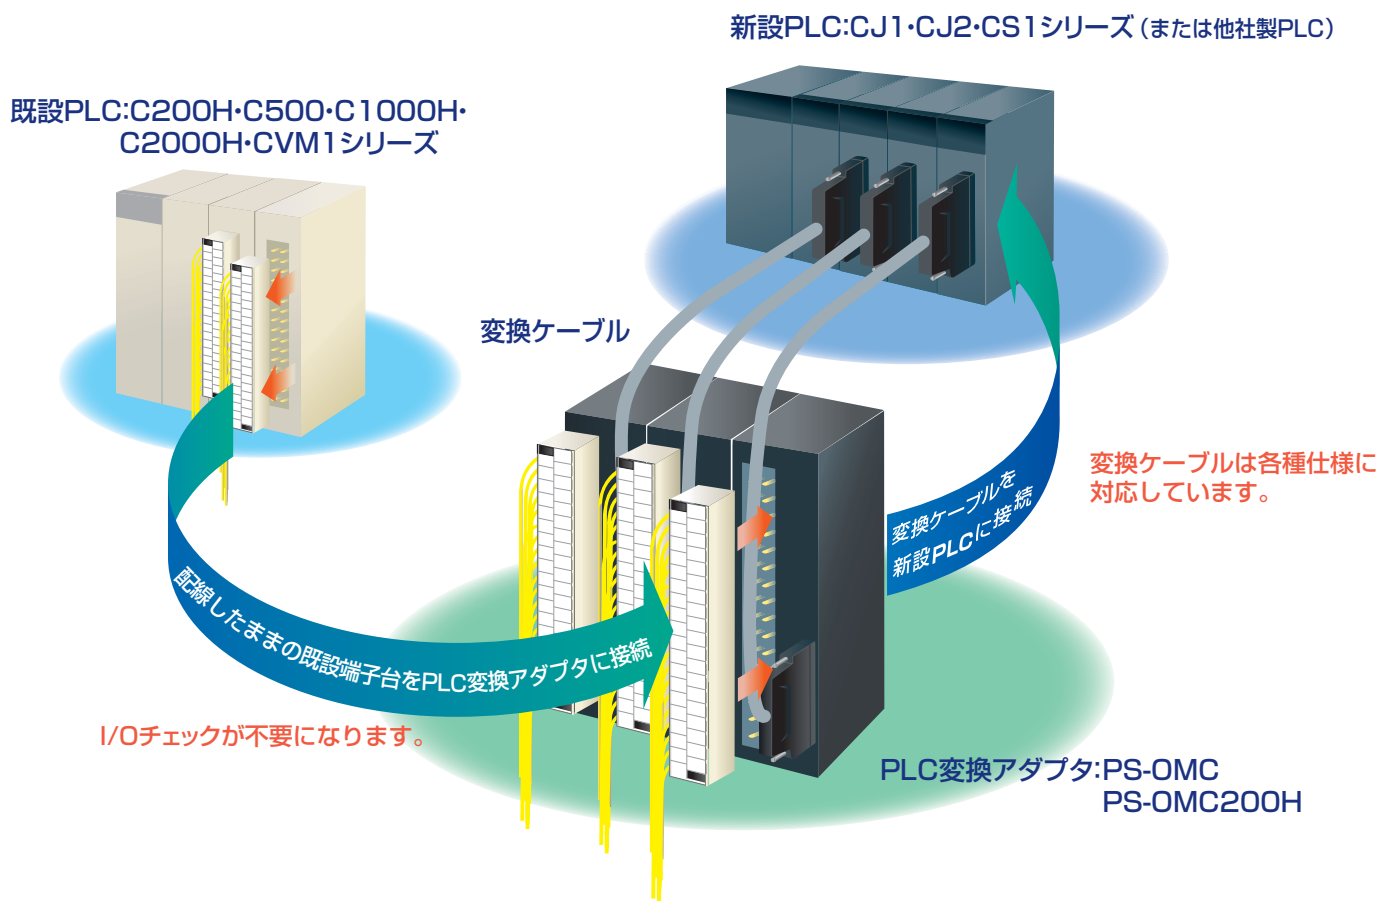 新設PLC:CJ1・CJ2・CS1シリーズ（または他社製PLC）
既設PLC:C200H・C500・C1000H・
C2000H・CVM1シリーズ
変換ケーブル
変換ケーブルは各種仕様に
対応しています。
変換ケーブルを
新設PLCに接続
配線したままの既設端子台をPLC変換アダプタに接続
I/Oチェックが不要になります。
PLC変換アダプタ:PS-OMC
PS-OMC200H